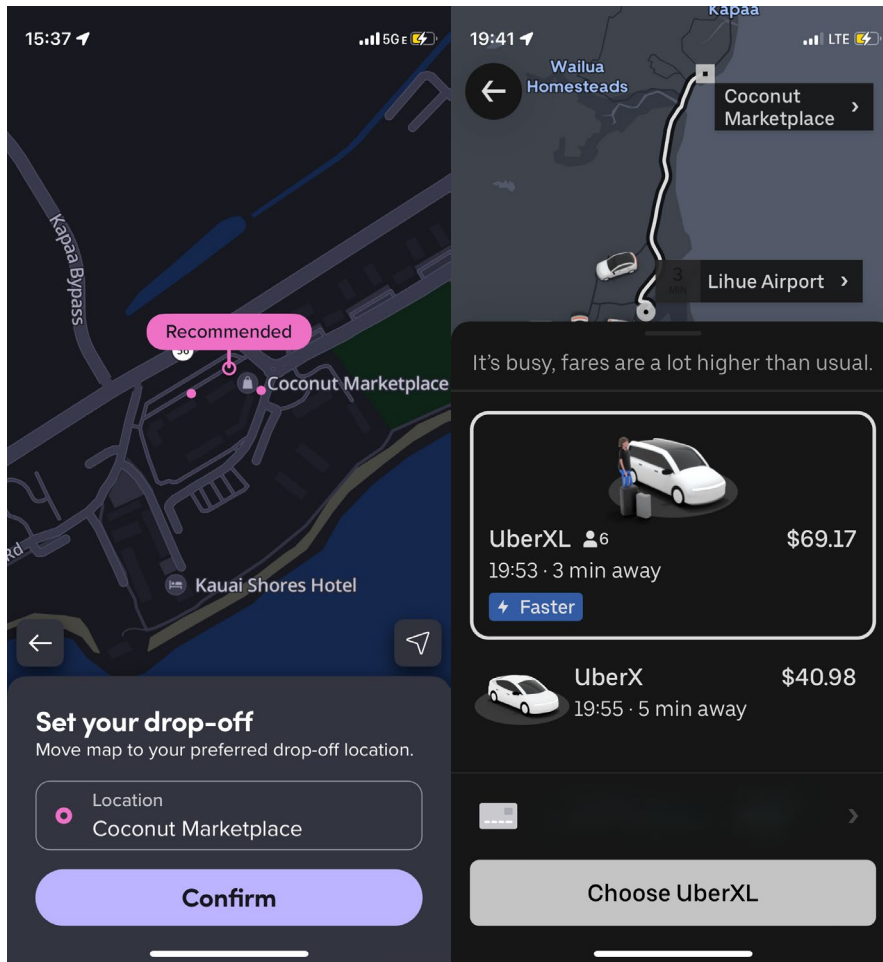 15:37
5G E
Kapaa Bypass
Recommended
56
Coconut Marketplace
Rd
Kauai Shores Hotel
Set your drop-off
Move map to your preferred drop-off location.
Location
Coconut Marketplace
Confirm
19:41
LTE
Kapaa
Wailua
Homesteads
Coconut
Marketplace
3
MIN
Lihue Airport
It's busy, fares are a lot higher than usual.
UberXL 6 $69.17
19:53 · 3 min away
Faster
UberX $40.98
19:55 · 5 min away
Choose UberXL